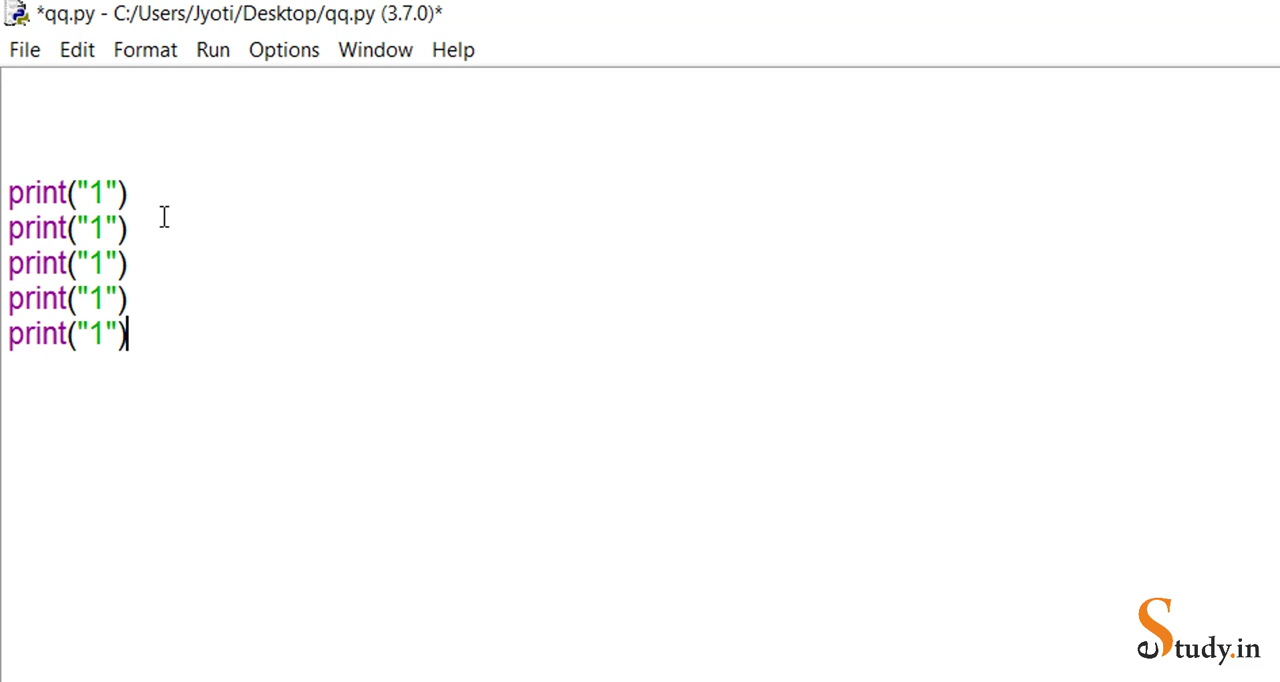 *qq.py - C:/Users/Jyoti/Desktop/qq.py (3.7.0)*
File Edit Format Run Options Window Help
print("1")
print("1")
print("1")
print("1")
print("1")
eStudy.in